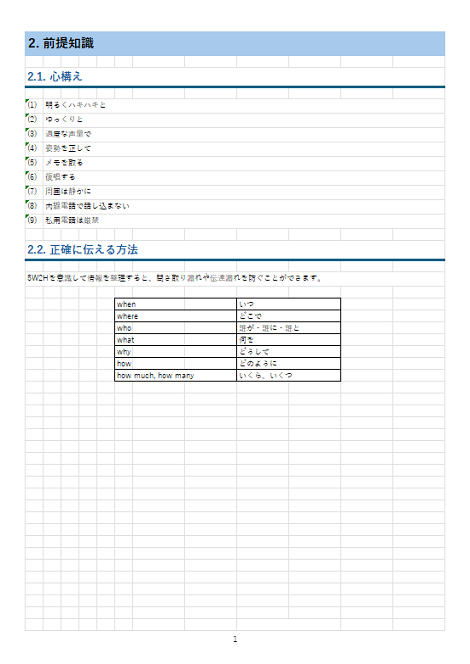 2. 前提知識
2.1. 心構え
(1) 明るくハキハキと
(2) ゆっくりと
(3) 適度な声量で
(4) 姿勢を正して
(5) メモを取る
(6) 復唱する
(7) 周囲は静かに
(8) 内線電話で話し込まない
(9) 私用電話は厳禁
2.2. 正確に伝える方法
5W2Hを意識して情報を整理すると、聞き取り漏れや伝達漏れを防ぐことができます。
when いつ
where どこで
who 誰が・誰に・誰と
what 何を
why どうして
how どのように
how much, how many いくら、いくつ
1